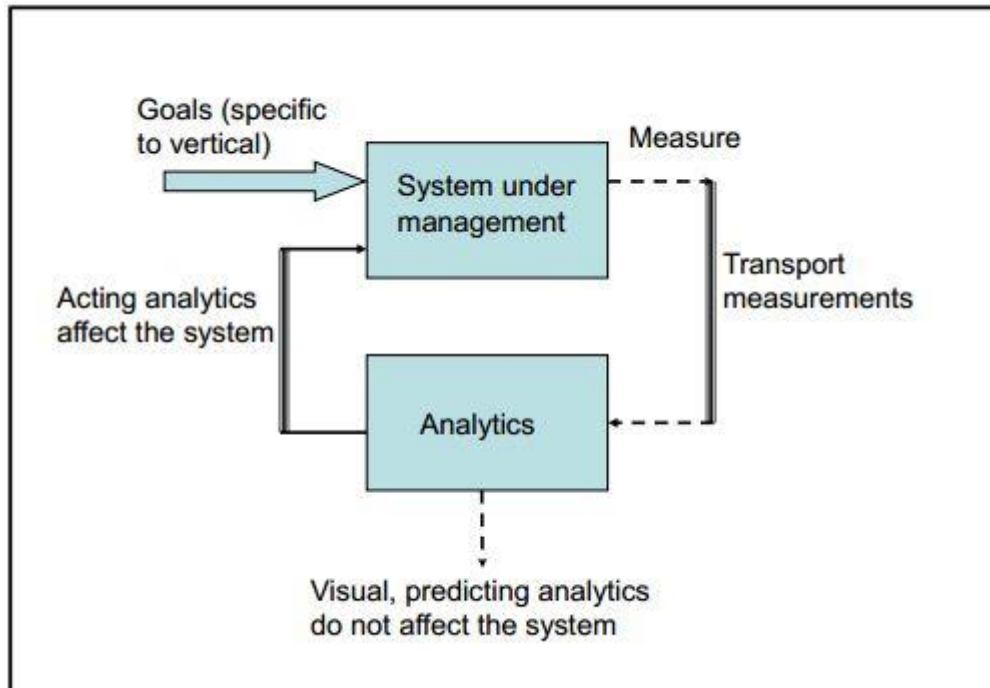 Goals (specific
to vertical)
Measure
System under
management
Transport
measurements
Acting analytics
affect the system
Analytics
Visual, predicting analytics
do not affect the system